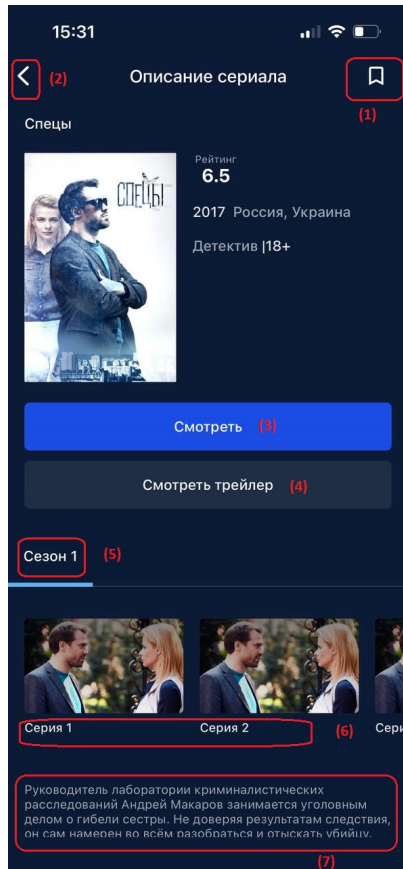 15:31
(2)
Описание сериала
(1)
Спецы
Рейтинг
6.5
СПЕЦЫ
2017 Россия, Украина
Детектив |18+
Смотреть (3)
Смотреть трейлер (4)
Сезон 1 (5)
Серия 1 Серия 2 (6) Сери
Руководитель лаборатории криминалистических
расследований Андрей Макаров занимается уголовным
делом о гибели сестры. Не доверяя результатам следствия,
он сам намерен во всём разобраться и отыскать убийцу.
(7)